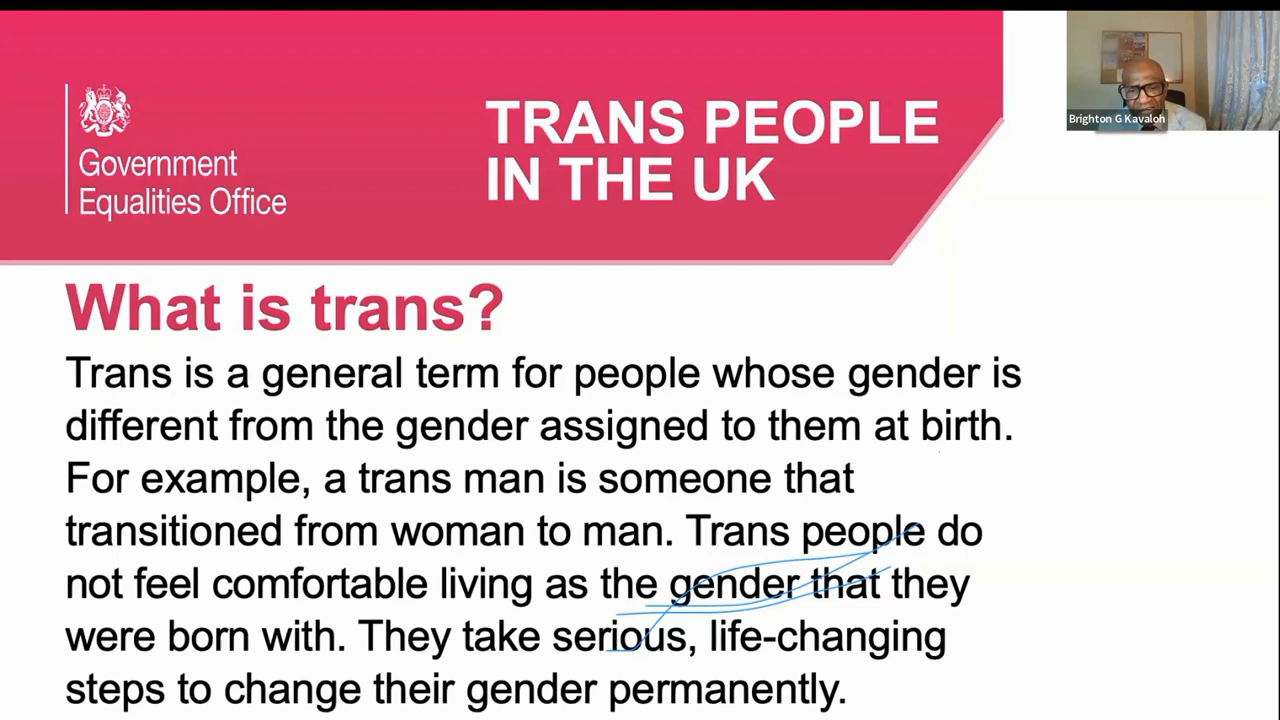 Government
Equalities Office
TRANS PEOPLE
IN THE UK
Brighton G Kavaloh
What is trans?
Trans is a general term for people whose gender is
different from the gender assigned to them at birth.
For example, a trans man is someone that
transitioned from woman to man. Trans people do
not feel comfortable living as the gender that they
were born with. They take serious, life-changing
steps to change their gender permanently.